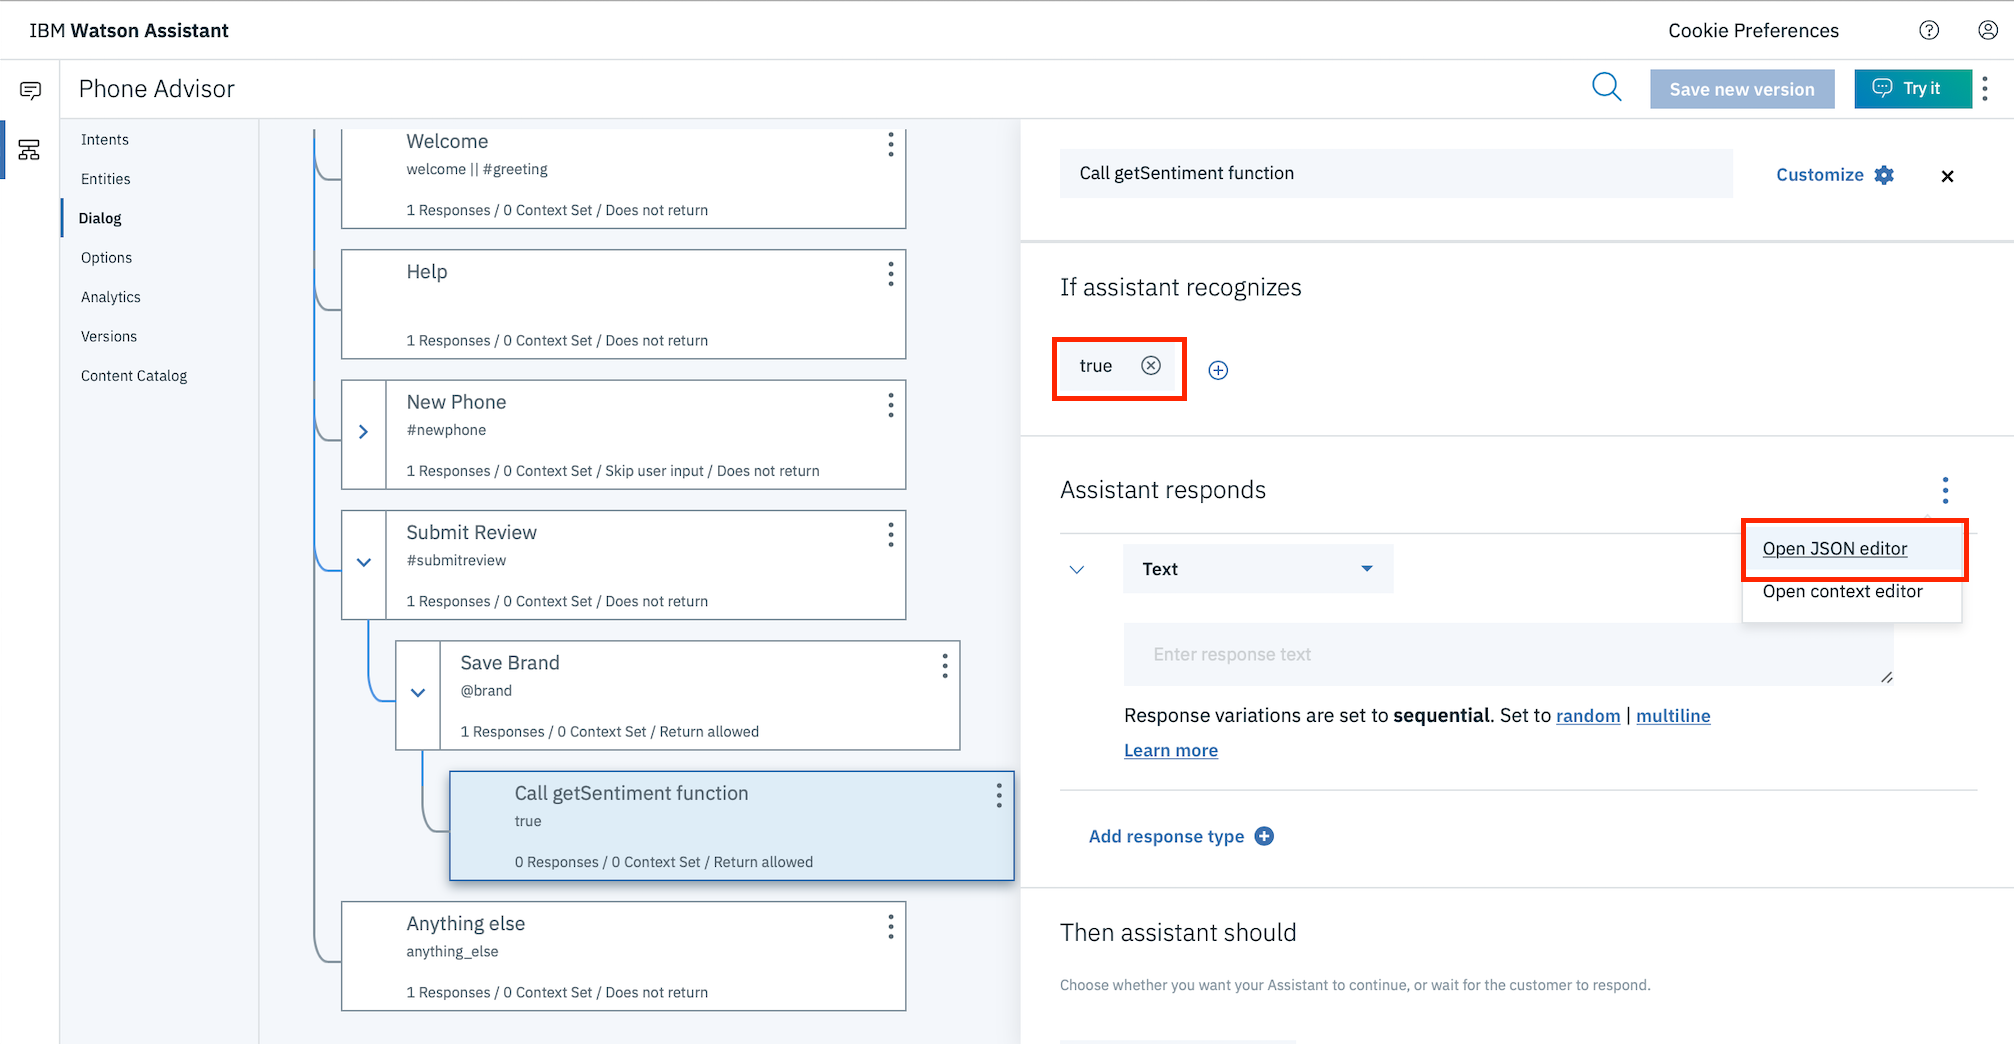 IBM Watson Assistant
Cookie Preferences
Phone Advisor
Save new version
Try it
Intents
Entities
Dialog
Options
Analytics
Versions
Content Catalog
Welcome
welcome || #greeting
1 Responses / 0 Context Set / Does not return
Help
1 Responses / 0 Context Set / Does not return
New Phone
#newphone
1 Responses / 0 Context Set / Skip user input / Does not return
Submit Review
#submitreview
1 Responses / 0 Context Set / Does not return
Save Brand
@brand
1 Responses / 0 Context Set / Return allowed
Call getSentiment function
true
0 Responses / 0 Context Set / Return allowed
Anything else
anything_else
1 Responses / 0 Context Set / Does not return
Call getSentiment function
Customize
If assistant recognizes
true
Assistant responds
Open JSON editor
Open context editor
Text
Enter response text
Response variations are set to sequential. Set to random | multiline
Learn more
Add response type
Then assistant should
Choose whether you want your Assistant to continue, or wait for the customer to respond.